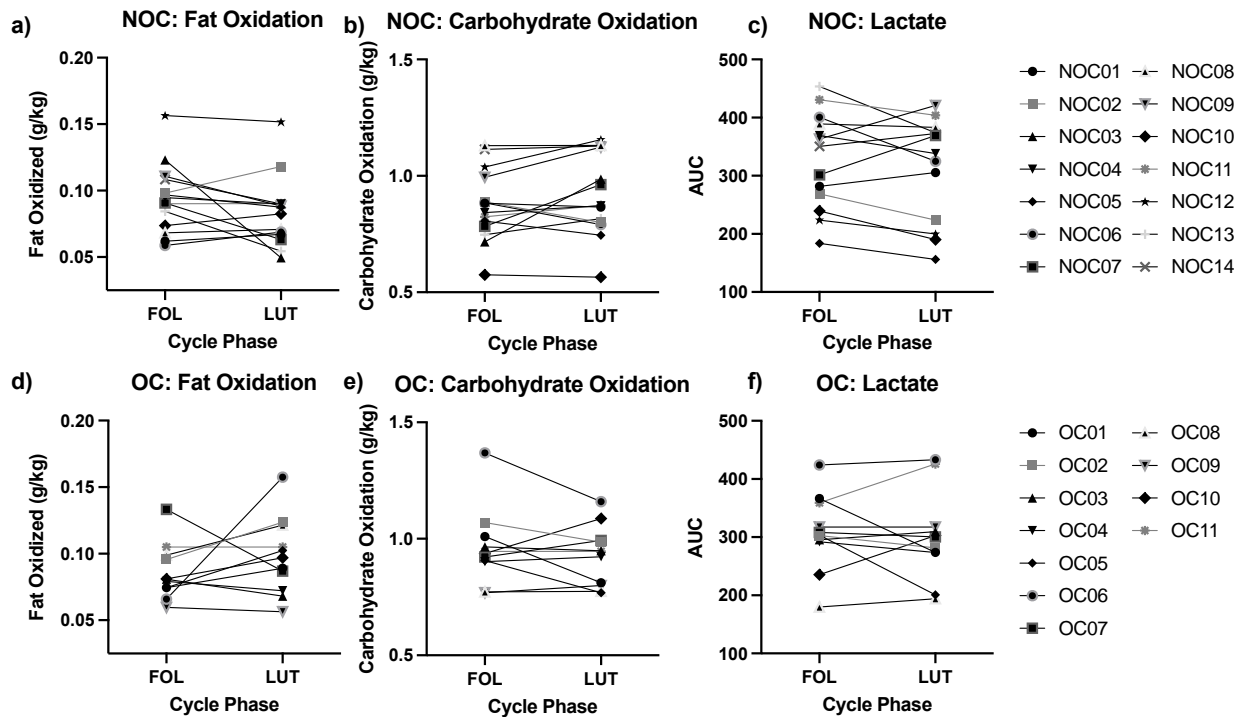 a) NOC: Fat Oxidation
Fat Oxidized (g/kg)
0.20
0.15
0.10
0.05
FOL LUT
Cycle Phase
b) NOC: Carbohydrate Oxidation
Carbohydrate Oxidation (g/kg)
1.5
1.0
0.5
FOL LUT
Cycle Phase
c) NOC: Lactate
AUC
500
400
300
200
100
FOL LUT
Cycle Phase
NOC01 NOC08
NOC02 NOC09
NOC03 NOC10
NOC04 NOC11
NOC05 NOC12
NOC06 NOC13
NOC07 NOC14
d) OC: Fat Oxidation
Fat Oxidized (g/kg)
0.20
0.15
0.10
0.05
FOL LUT
Cycle Phase
e) OC: Carbohydrate Oxidation
Carbohydrate Oxidation (g/kg)
1.5
1.0
0.5
FOL LUT
Cycle Phase
f) OC: Lactate
AUC
500
400
300
200
100
FOL LUT
Cycle Phase
OC01 OC08
OC02 OC09
OC03 OC10
OC04 OC11
OC05
OC06
OC07